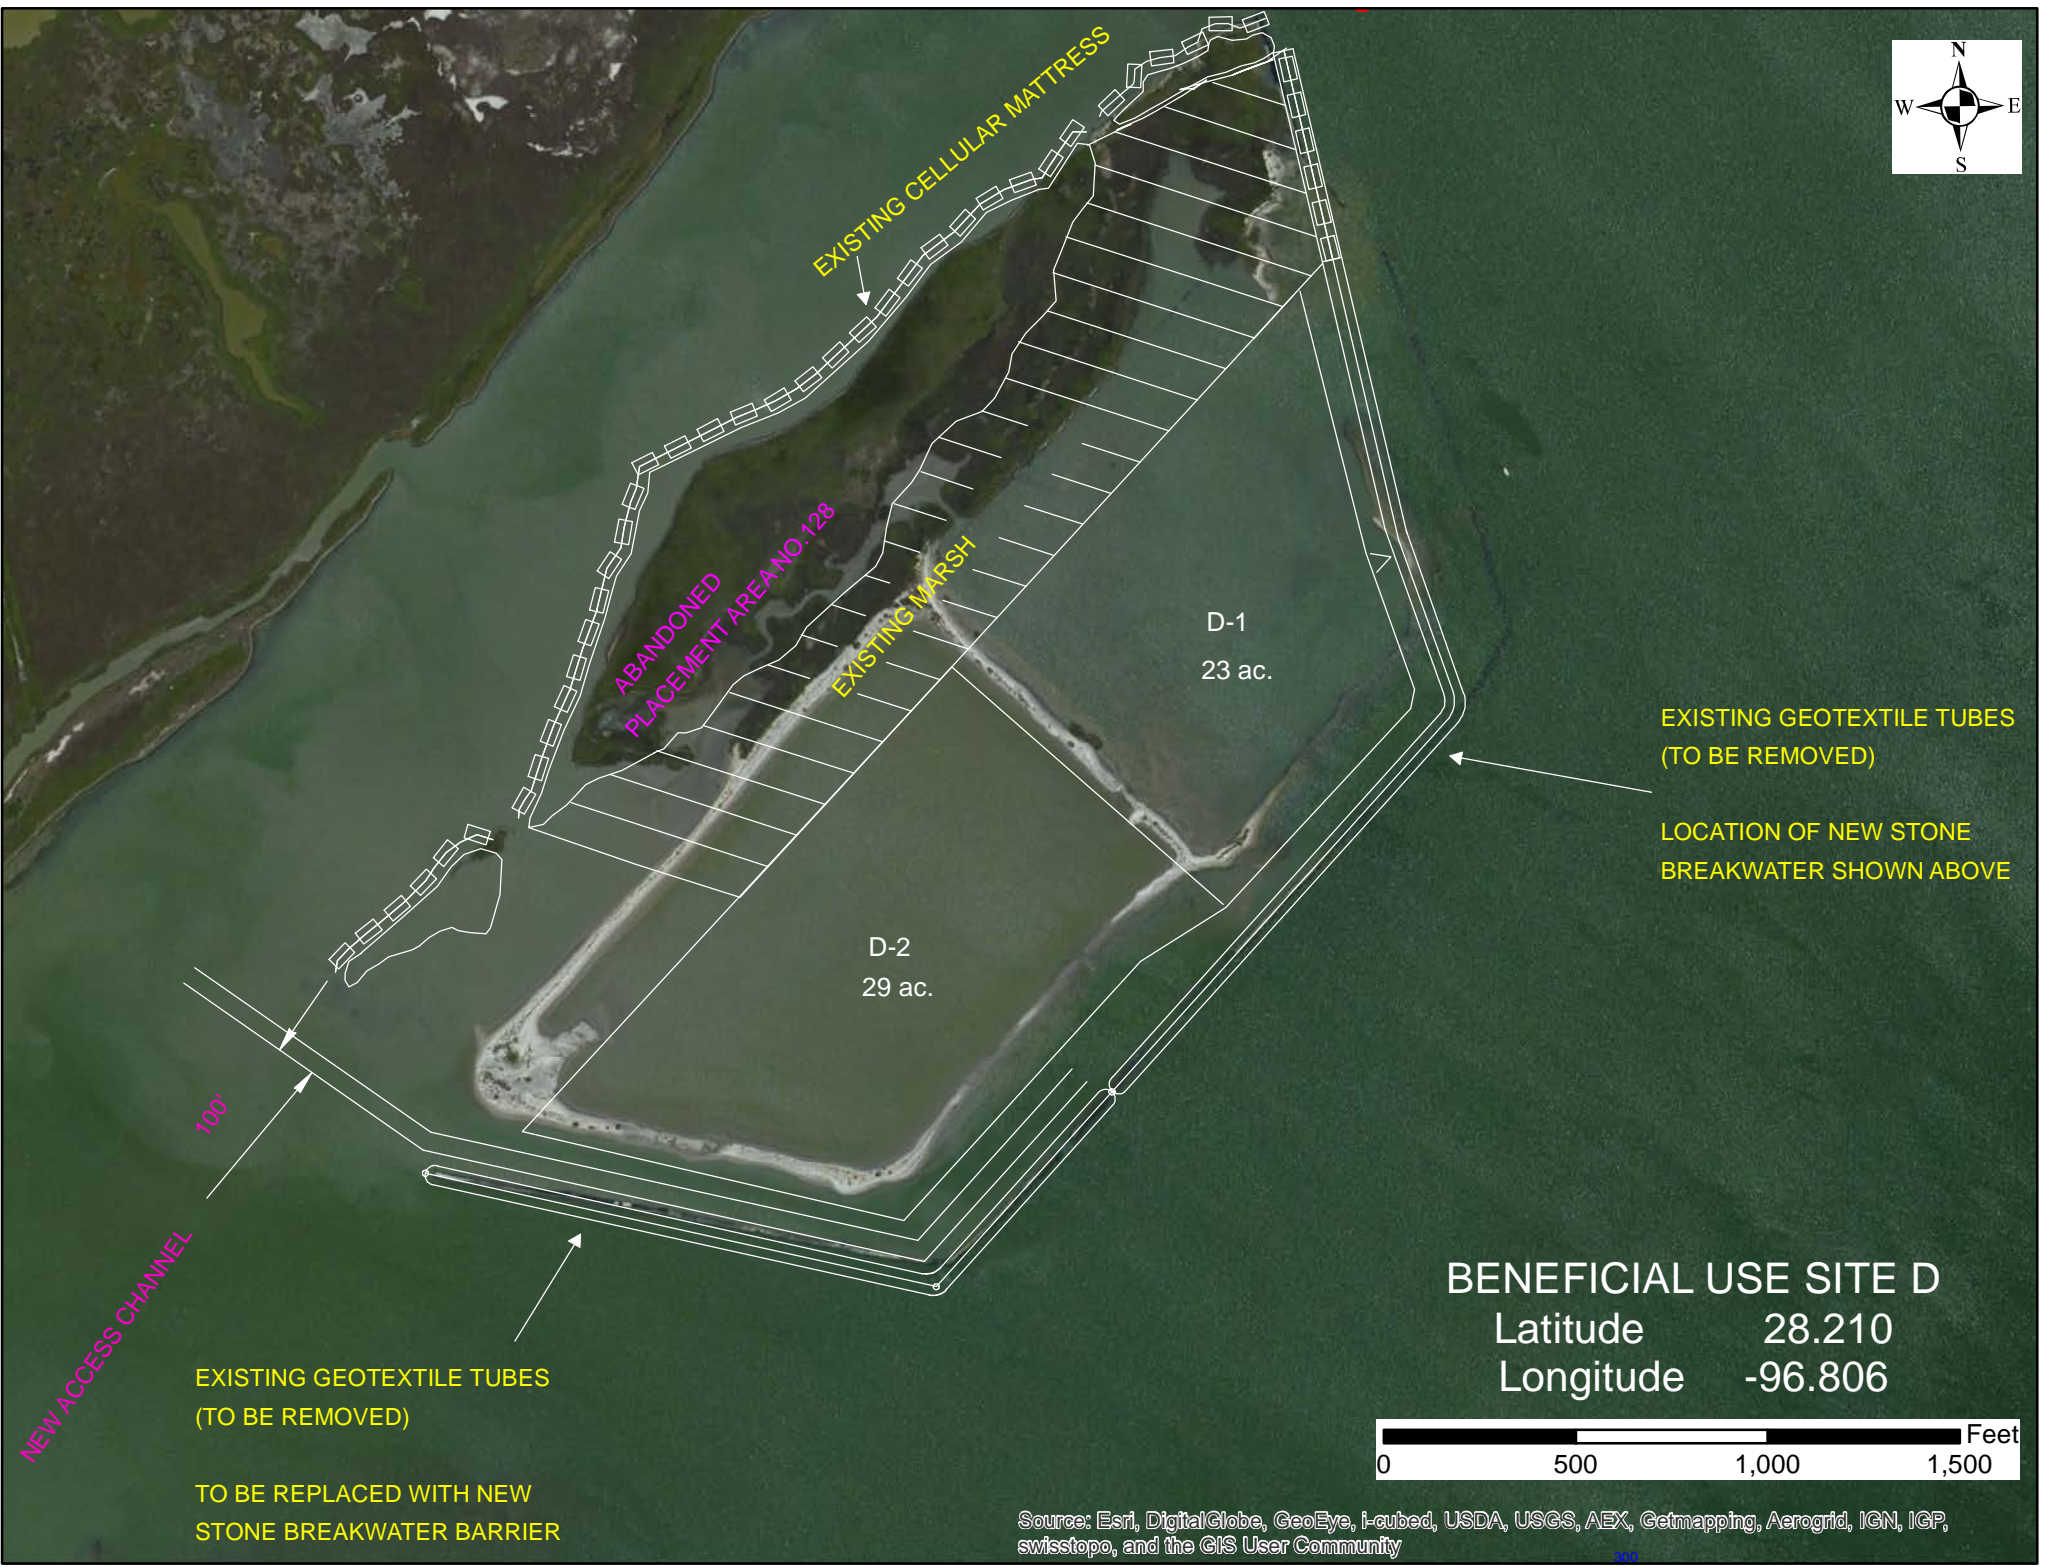 N
W E
S
EXISTING CELLULAR MATTRESS
ABANDONED
PLACEMENT AREA NO.128
EXISTING MARSH
D-1
23 ac.
D-2
29 ac.
EXISTING GEOTEXTILE TUBES
(TO BE REMOVED)
LOCATION OF NEW STONE
BREAKWATER SHOWN ABOVE
100'
NEW ACCESS CHANNEL
EXISTING GEOTEXTILE TUBES
(TO BE REMOVED)
TO BE REPLACED WITH NEW
STONE BREAKWATER BARRIER
BENEFICIAL USE SITE D
Latitude 28.210
Longitude -96.806
Feet
0 500 1,000 1,500
Source: Esri, DigitalGlobe, GeoEye, i-cubed, USDA, USGS, AEX, Getmapping, Aerogrid, IGN, IGP,
swisstopo, and the GIS User Community
300